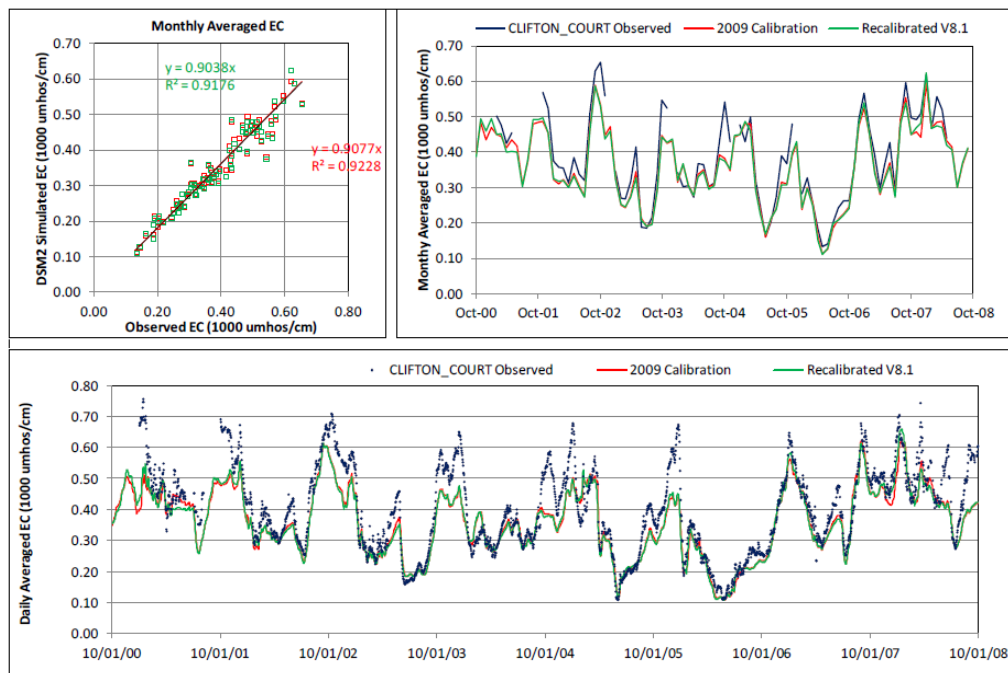 Monthly Averaged EC
DSM2 Simulated EC (1000 umhos/cm)
0.70
0.60
0.50
0.40
0.30
0.20
0.10
0.00
y = 0.9038x
R² = 0.9176
y = 0.9077x
R² = 0.9228
0.00 0.20 0.40 0.60 0.80
Observed EC (1000 umhos/cm)
CLIFTON_COURT Observed 2009 Calibration Recalibrated V8.1
Monthy Averaged EC(1000 umhos/cm)
0.70
0.60
0.50
0.40
0.30
0.20
0.10
0.00
Oct-00 Oct-01 Oct-02 Oct-03 Oct-04 Oct-05 Oct-06 Oct-07 Oct-08
CLIFTON_COURT Observed 2009 Calibration Recalibrated V8.1
Daily Averaged EC (1000 umhos/cm)
0.80
0.70
0.60
0.50
0.40
0.30
0.20
0.10
0.00
10/01/00 10/01/01 10/01/02 10/01/03 10/01/04 10/01/05 10/01/06 10/01/07 10/01/08